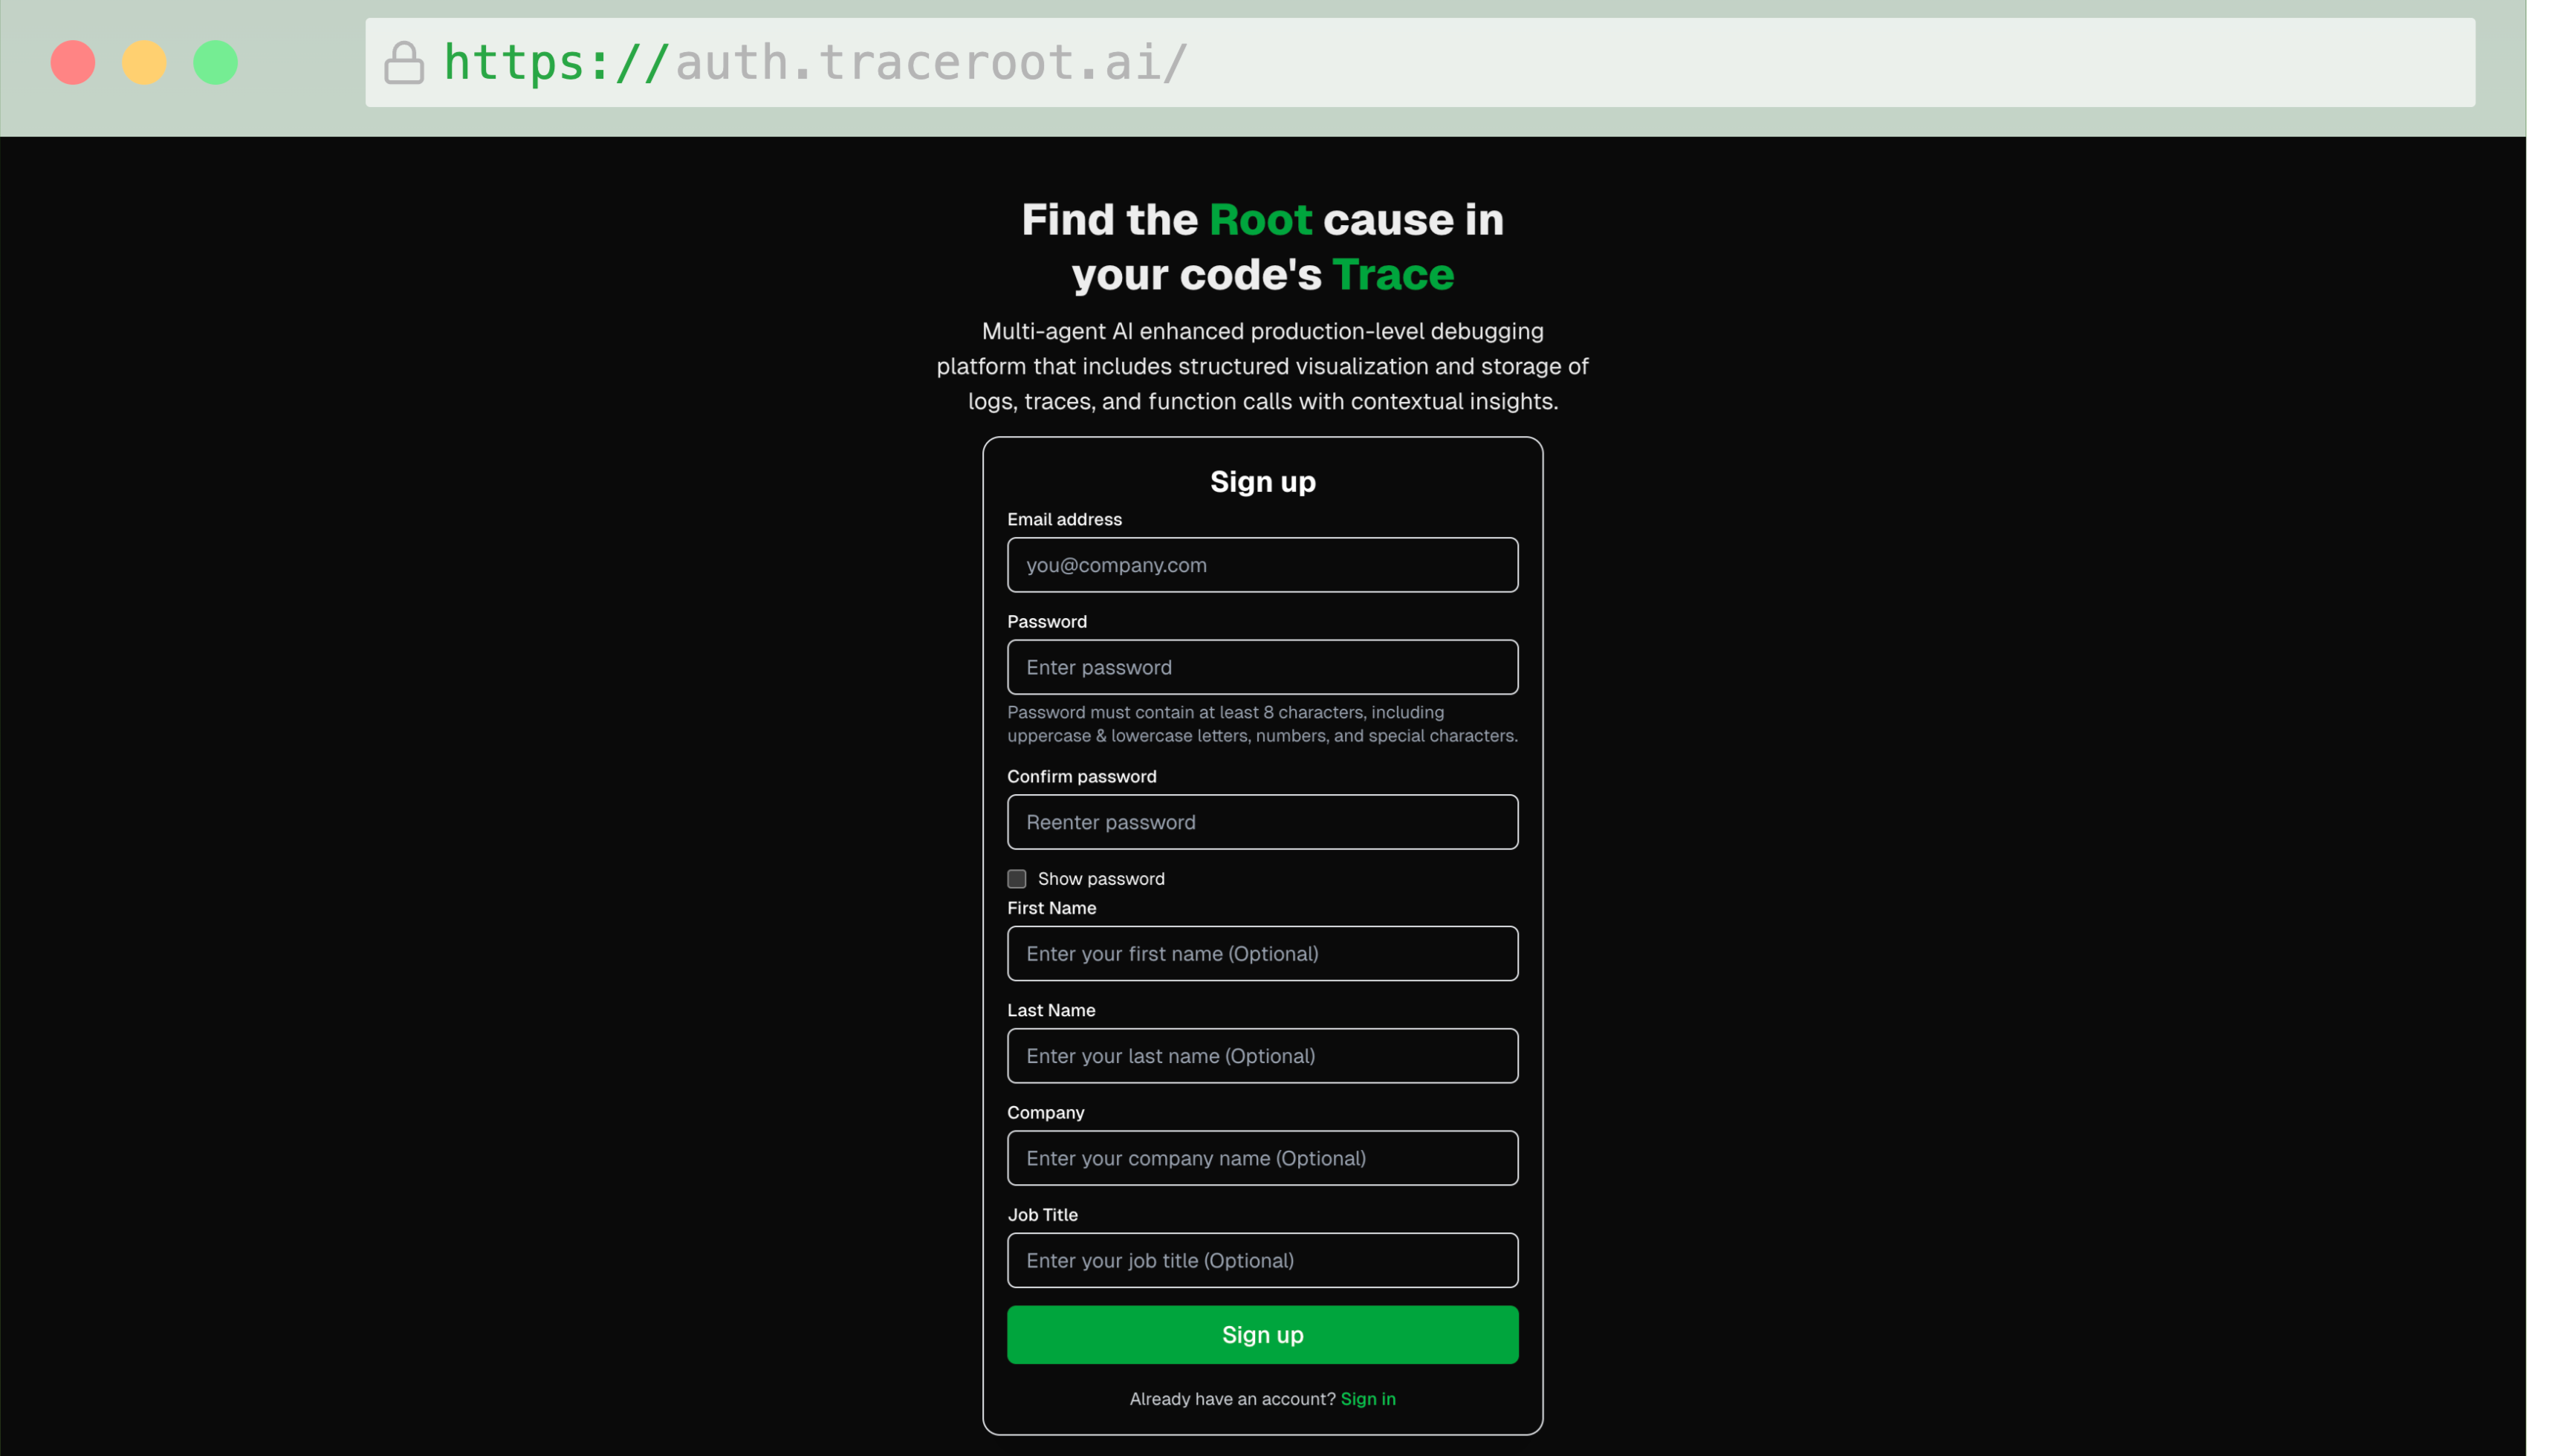 https://auth.traceroot.ai/
Find the Root cause in
your code's Trace
Multi-agent AI enhanced production-level debugging
platform that includes structured visualization and storage of
logs, traces, and function calls with contextual insights.
Sign up
Email address
you@company.com
Password
Enter password
Password must contain at least 8 characters, including
uppercase & lowercase letters, numbers, and special characters.
Confirm password
Reenter password
Show password
First Name
Enter your first name (Optional)
Last Name
Enter your last name (Optional)
Company
Enter your company name (Optional)
Job Title
Enter your job title (Optional)
Sign up
Already have an account? Sign in